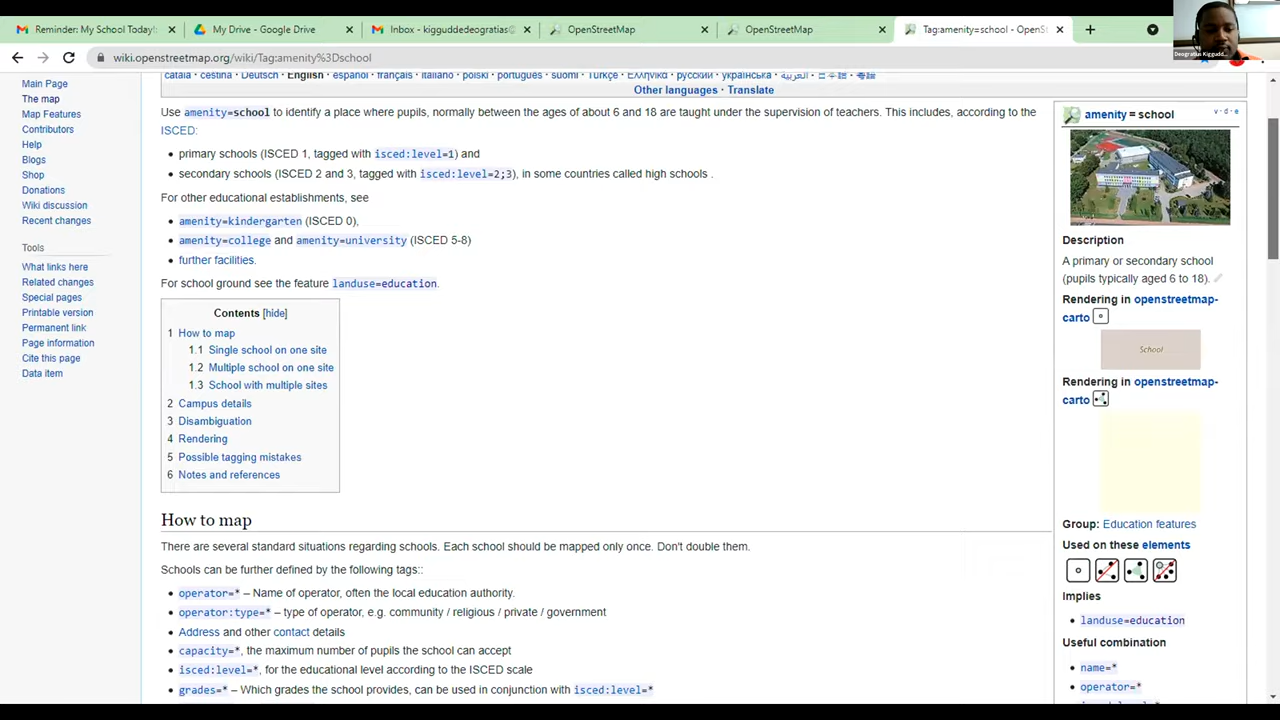 Reminder: My School Today!
My Drive - Google Drive
Inbox - kigguddedeogratias@
OpenStreetMap
OpenStreetMap
Tag:amenity=school - OpenSt
wiki.openstreetmap.org/wiki/Tag:amenity%3Dschool
Deogratius Kiggudd...
Main Page
The map
Map Features
Contributors
Help
Blogs
Shop
Donations
Wiki discussion
Recent changes
Tools
What links here
Related changes
Special pages
Printable version
Permanent link
Page information
Cite this page
Data item
català · čeština · Deutsch · English · español · français · italiano · polski · português · suomi · Türkçe · Ελληνικά · русский · українська · العربية · 日本語
Other languages · Translate
Use amenity=school to identify a place where pupils, normally between the ages of about 6 and 18 are taught under the supervision of teachers. This includes, according to the
ISCED:
• primary schools (ISCED 1, tagged with isced:level=1) and
• secondary schools (ISCED 2 and 3, tagged with isced:level=2;3), in some countries called high schools .
For other educational establishments, see
• amenity=kindergarten (ISCED 0),
• amenity=college and amenity=university (ISCED 5-8)
• further facilities.
For school ground see the feature landuse=education.
Contents [hide]
1 How to map
1.1 Single school on one site
1.2 Multiple school on one site
1.3 School with multiple sites
2 Campus details
3 Disambiguation
4 Rendering
5 Possible tagging mistakes
6 Notes and references
How to map
There are several standard situations regarding schools. Each school should be mapped only once. Don't double them.
Schools can be further defined by the following tags::
• operator=* – Name of operator, often the local education authority.
• operator:type=* – type of operator, e.g. community / religious / private / government
• Address and other contact details
• capacity=*, the maximum number of pupils the school can accept
• isced:level=*, for the educational level according to the ISCED scale
• grades=* – Which grades the school provides, can be used in conjunction with isced:level=*
amenity = school
v · d · e
Description
A primary or secondary school
(pupils typically aged 6 to 18).
Rendering in openstreetmap-
carto
School
Rendering in openstreetmap-
carto
Group: Education features
Used on these elements
Implies
• landuse=education
Useful combination
• name=*
• operator=*